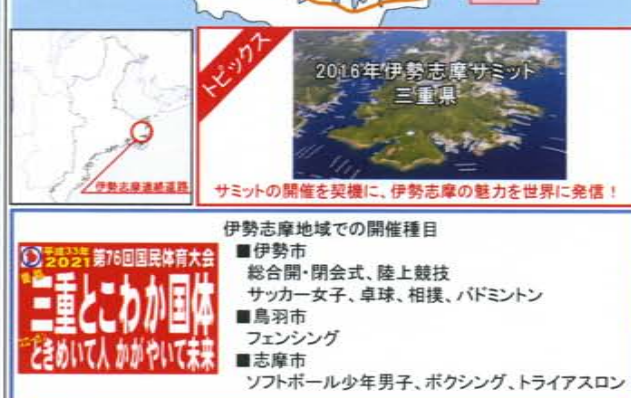 トピックス
2016年伊勢志摩サミット
三重県
伊勢志摩連絡道路
サミットの開催を契機に、伊勢志摩の魅力を世界に発信!
平成33年
2021 第76回国民体育大会
三重とこわか国体
ときめいて人 かがやいて未来
伊勢志摩地域での開催種目
■伊勢市
総合開・閉会式、陸上競技
サッカー女子、卓球、相撲、バドミントン
■鳥羽市
フェンシング
■志摩市
ソフトボール少年男子、ボクシング、トライアスロン